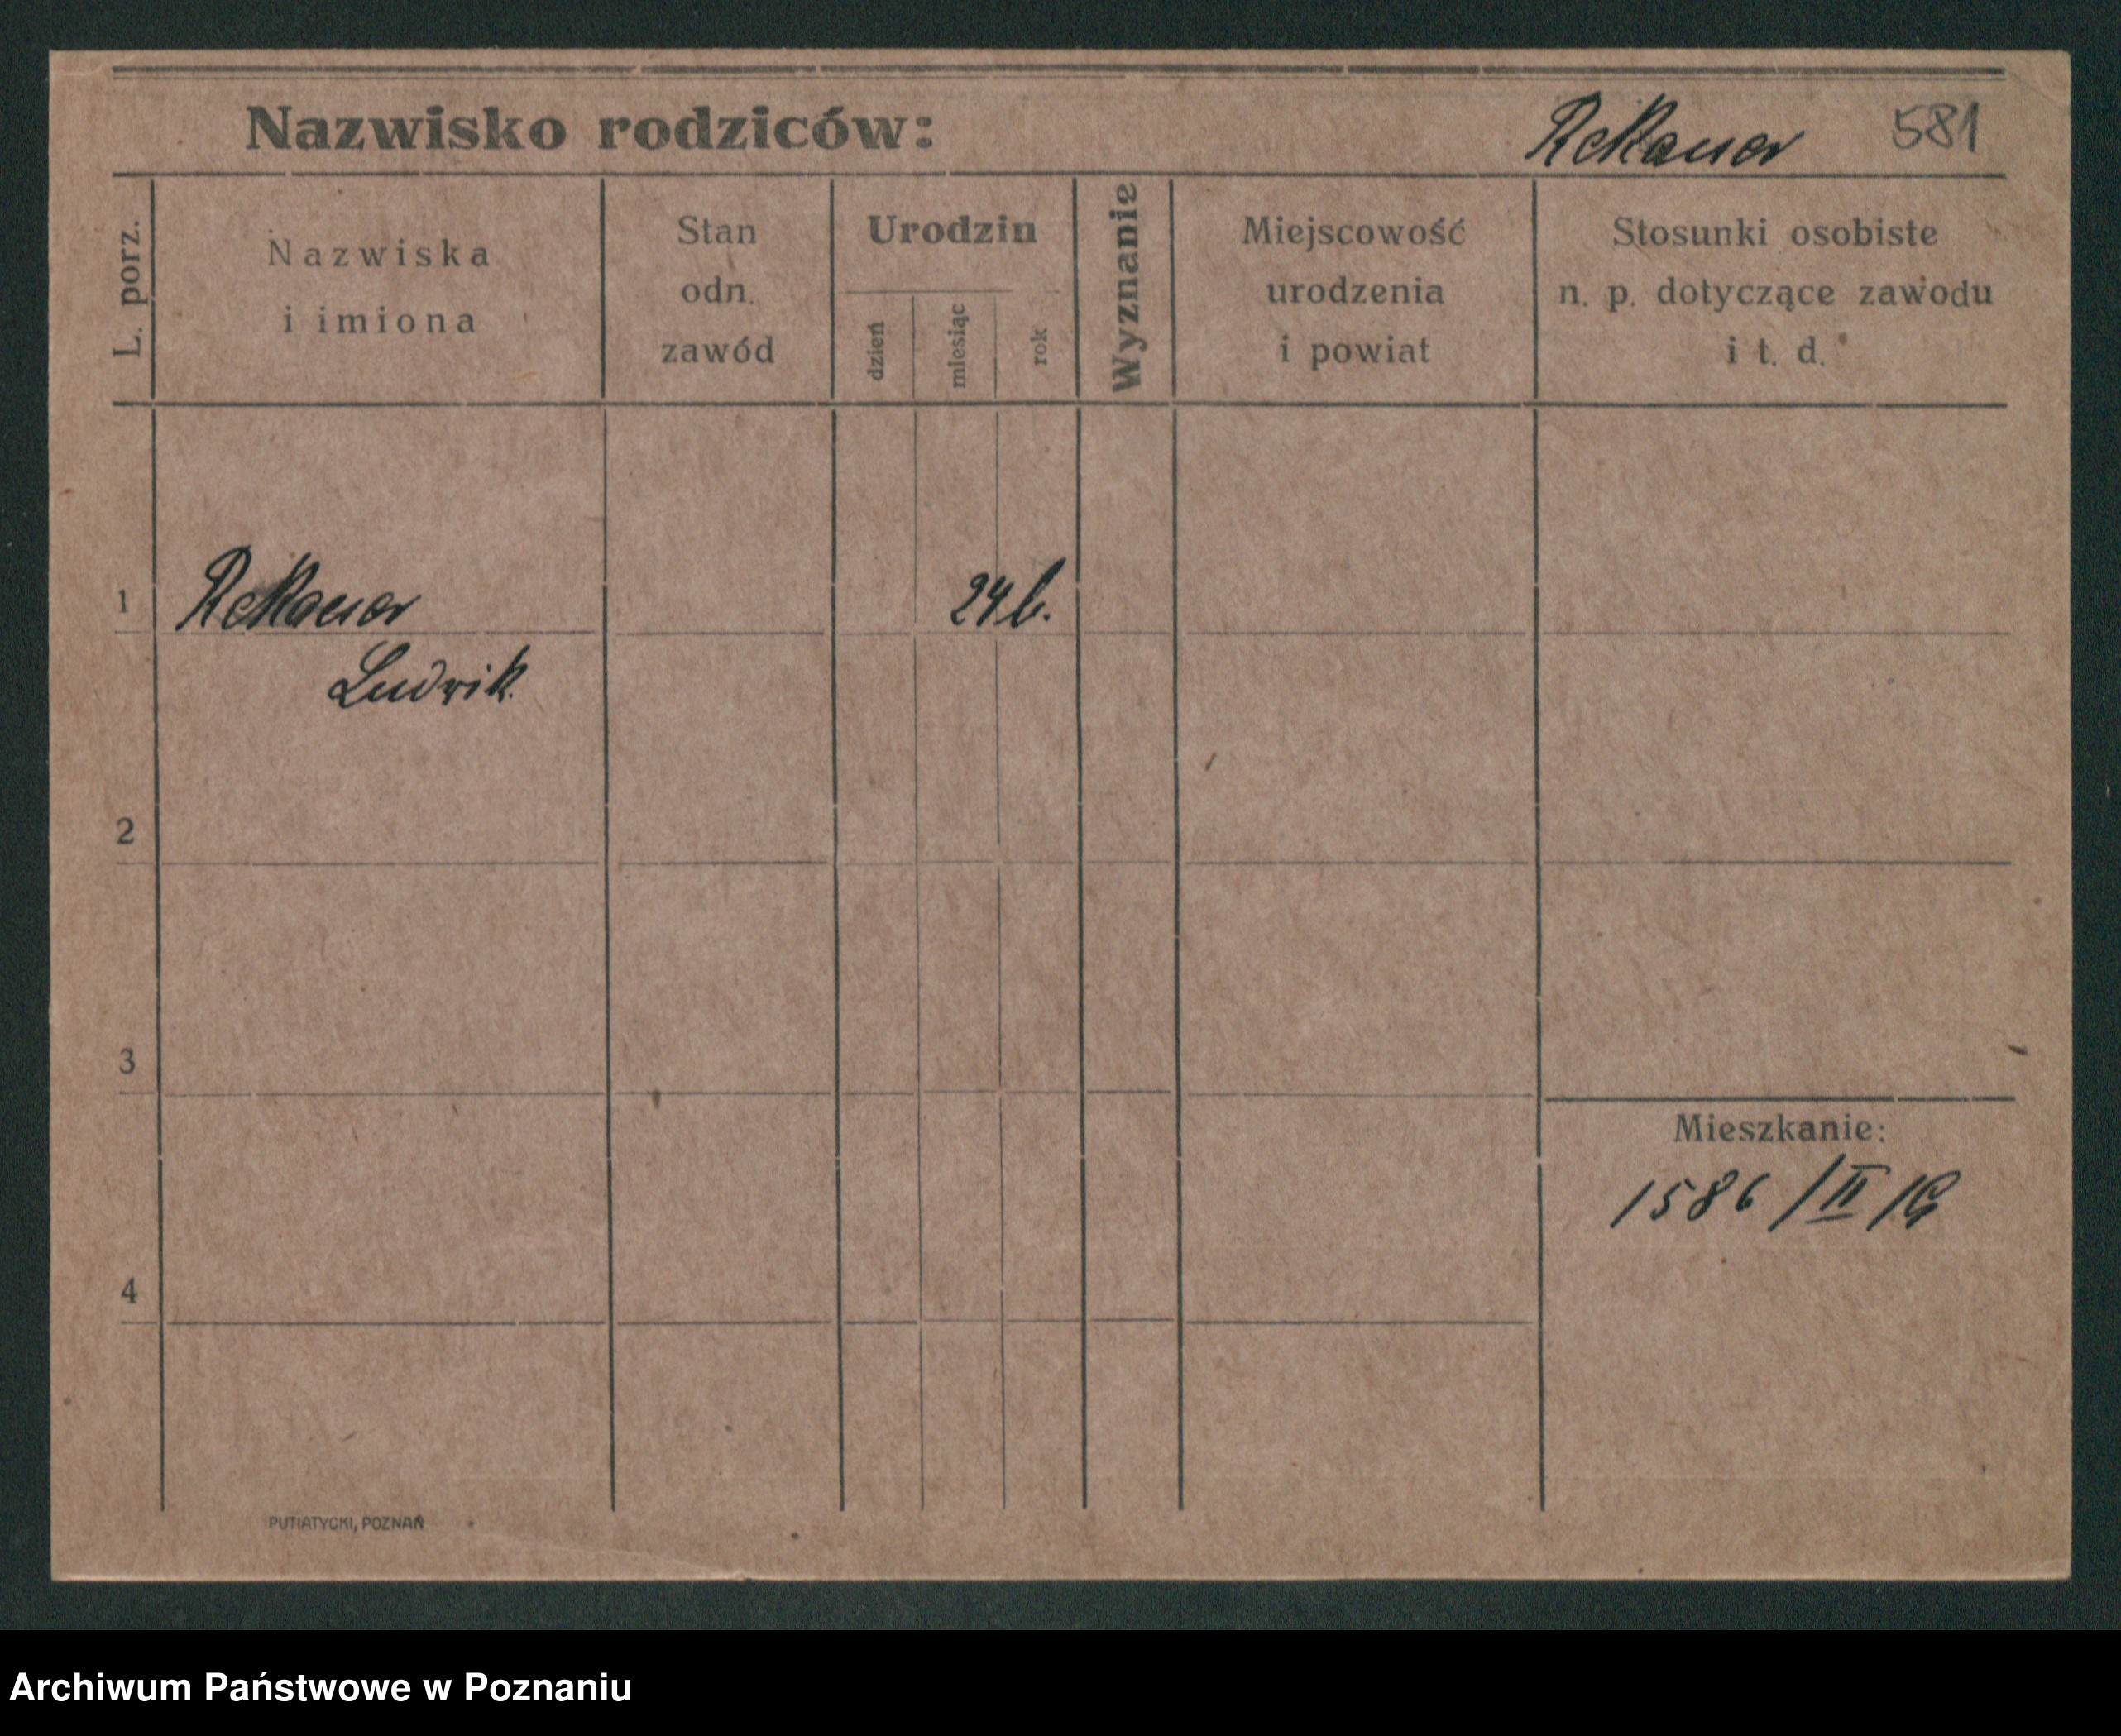 Nazwisko rodziców: Rekauer 581
L. porz.
Nazwiska
i imiona
Stan
odn.
zawód
Urodzin
dzień
miesiąc
rok
Wyznanie
Miejscowość
urodzenia
i powiat
Stosunki osobiste
n. p. dotyczące zawodu
i t. d.
1 Rekauer 24 l.
Ludwik
2
3
Mieszkanie:
1586/II/G
4
PUTIATYCKI, POZNAŃ
Archiwum Państwowe w Poznaniu